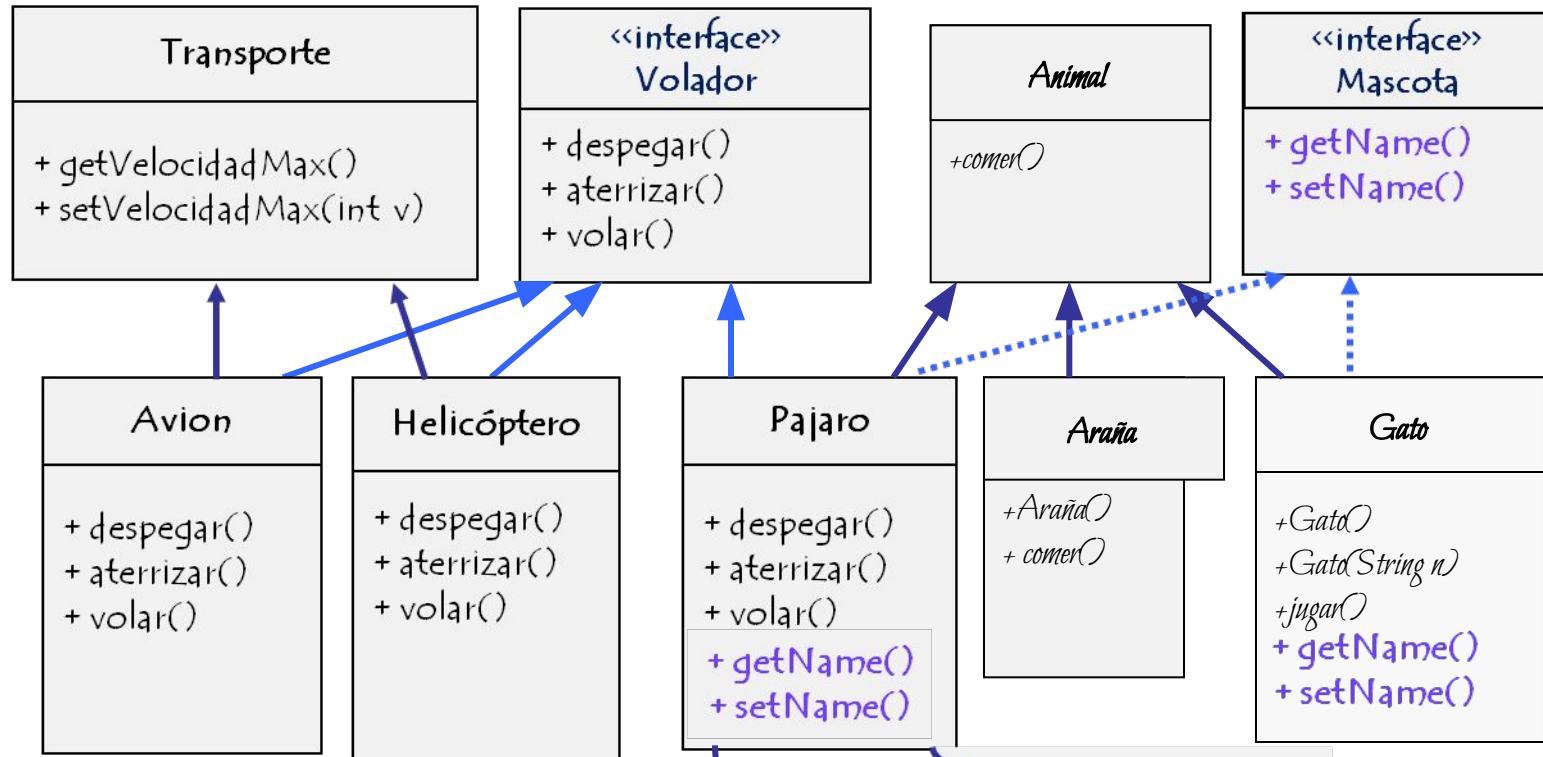 Transporte
+ getVelocidadMax()
+ setVelocidadMax(int v)
<<interface>>
Volador
+ despegar()
+ aterrizar()
+ volar()
Animal
+comer()
<<interface>>
Mascota
+ getName()
+ setName()
Avion
+ despegar()
+ aterrizar()
+ volar()
Helicóptero
+ despegar()
+ aterrizar()
+ volar()
Pajaro
+ despegar()
+ aterrizar()
+ volar()
+ getName()
+ setName()
Araña
+Araña()
+ comer()
Gato
+Gato()
+Gato(String n)
+jugar()
+ getName()
+ setName()